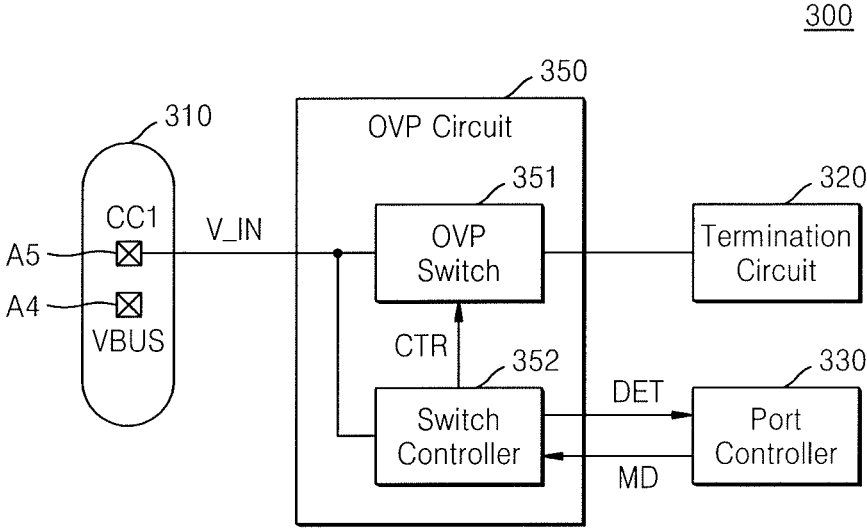 300
350
310
OVP Circuit
351
320
CC1
V_IN
OVP
Switch
Termination
Circuit
A5
A4
VBUS
CTR
352
330
DET
Switch
Controller
Port
Controller
MD